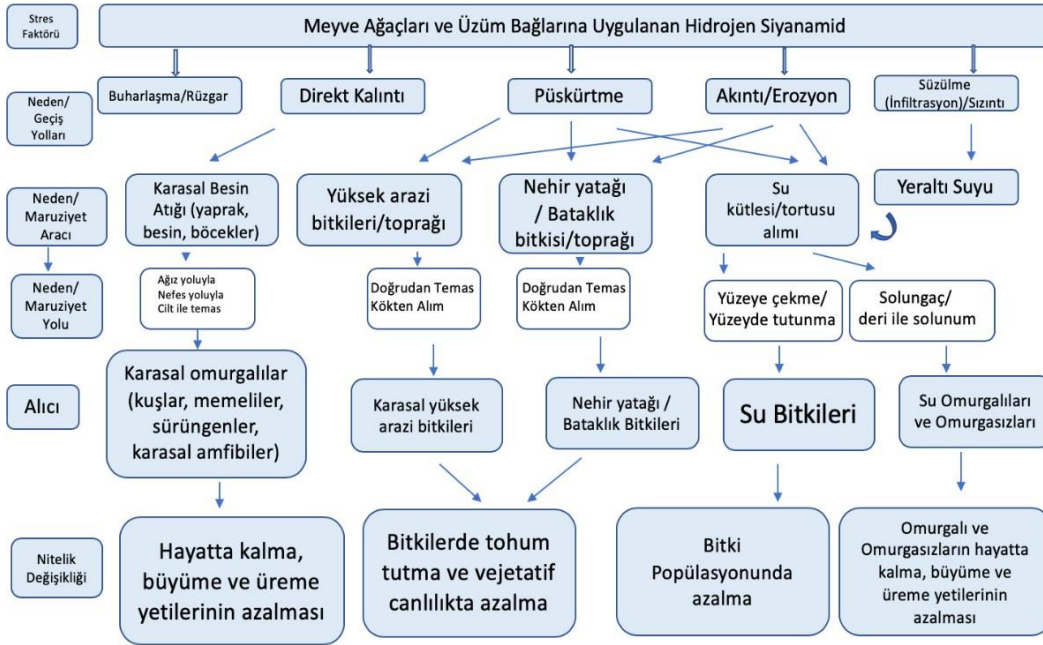 Stres
Faktörü
Meyve Ağaçları ve Üzüm Bağlarına Uygulanan Hidrojen Siyanamid
Neden/
Geçiş
Yolları
Buharlaşma/Rüzgar
Direkt Kalıntı
Püskürtme
Akıntı/Erozyon
Süzülme
(İnfiltrasyon)/Sızıntı
Neden/
Maruziyet
Aracı
Karasal Besin
Atığı (yaprak,
besin, böcekler)
Yüksek arazi
bitkileri/toprağı
Nehir yatağı
/ Bataklık
bitkisi/toprağı
Su
kütlesi/tortusu
alımı
Yeraltı Suyu
Neden/
Maruziyet
Yolu
Ağız yoluyla
Nefes yoluyla
Cilt ile temas
Doğrudan Temas
Kökten Alım
Doğrudan Temas
Kökten Alım
Yüzeye çekme/
Yüzeyde tutunma
Solungaç/
deri ile solunum
Alıcı
Karasal omurgalılar
(kuşlar, memeliler,
sürüngenler,
karasal amfibiler)
Karasal yüksek
arazi bitkileri
Nehir yatağı /
Bataklık Bitkileri
Su Bitkileri
Su Omurgalıları
ve Omurgasızları
Nitelik
Değişikliği
Hayatta kalma,
büyüme ve üreme
yetilerinin azalması
Bitkilerde tohum
tutma ve vejetatif
canlılıkta azalma
Bitki
Popülasyonunda
azalma
Omurgalı ve
Omurgasızların hayatta
kalma, büyüme ve
üreme yetilerinin
azalması